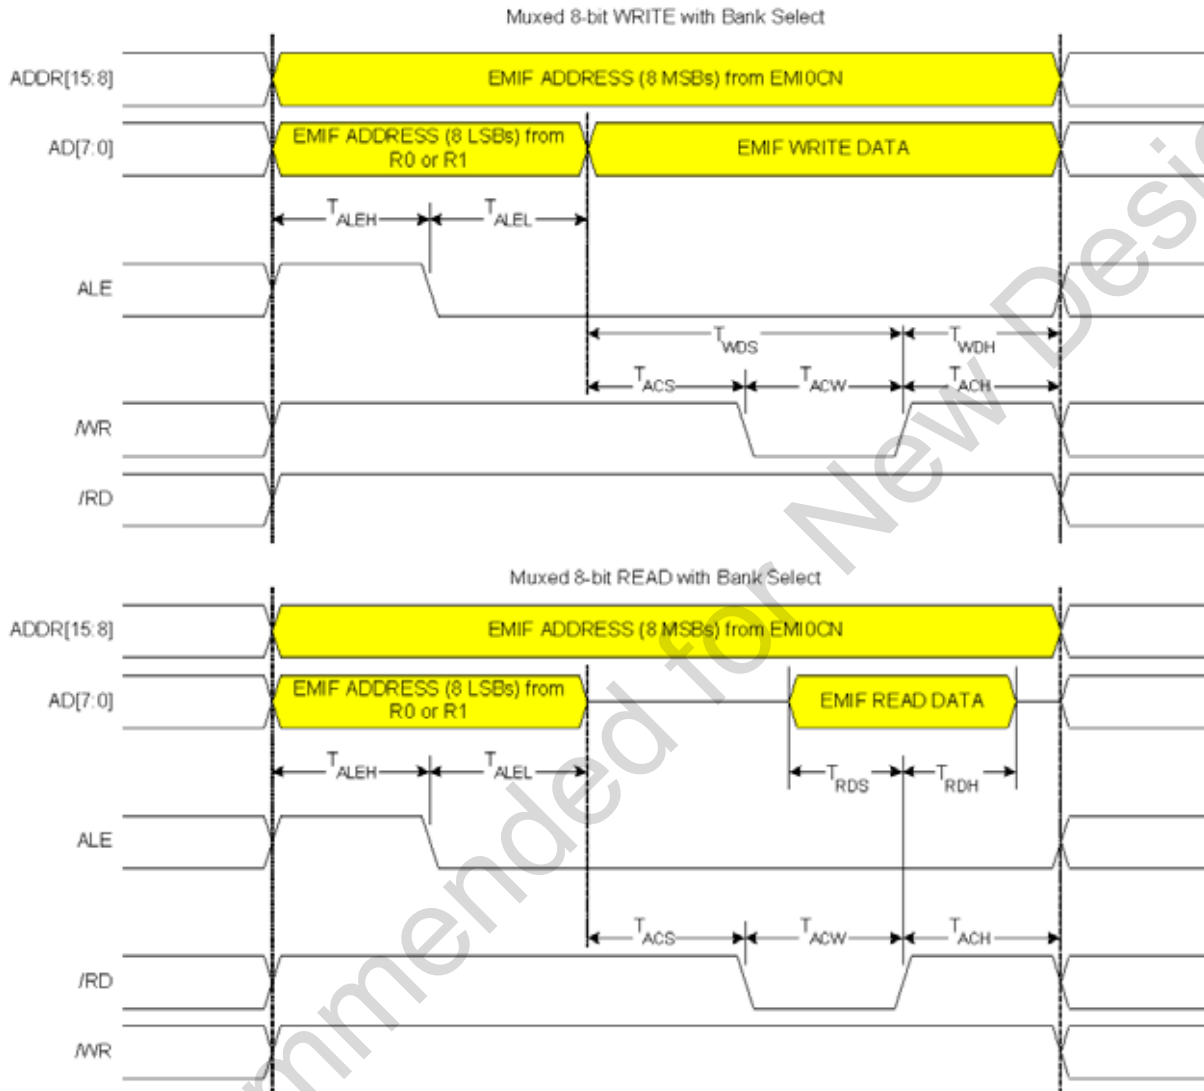 Muxed 8-bit WRITE with Bank Select
ADDR[15:8]
EMIF ADDRESS (8 MSBs) from EMI0CN
AD[7:0]
EMIF ADDRESS (8 LSBs) from
R0 or R1
EMIF WRITE DATA
TALEH
TALEL
ALE
TWDS
TWDH
TACS
TACW
TACH
/WR
/RD
Muxed 8-bit READ with Bank Select
ADDR[15:8]
EMIF ADDRESS (8 MSBs) from EMI0CN
AD[7:0]
EMIF ADDRESS (8 LSBs) from
R0 or R1
EMIF READ DATA
TALEH
TALEL
TRDS
TRDH
ALE
TACS
TACW
TACH
/RD
/WR
mmended for New Desi